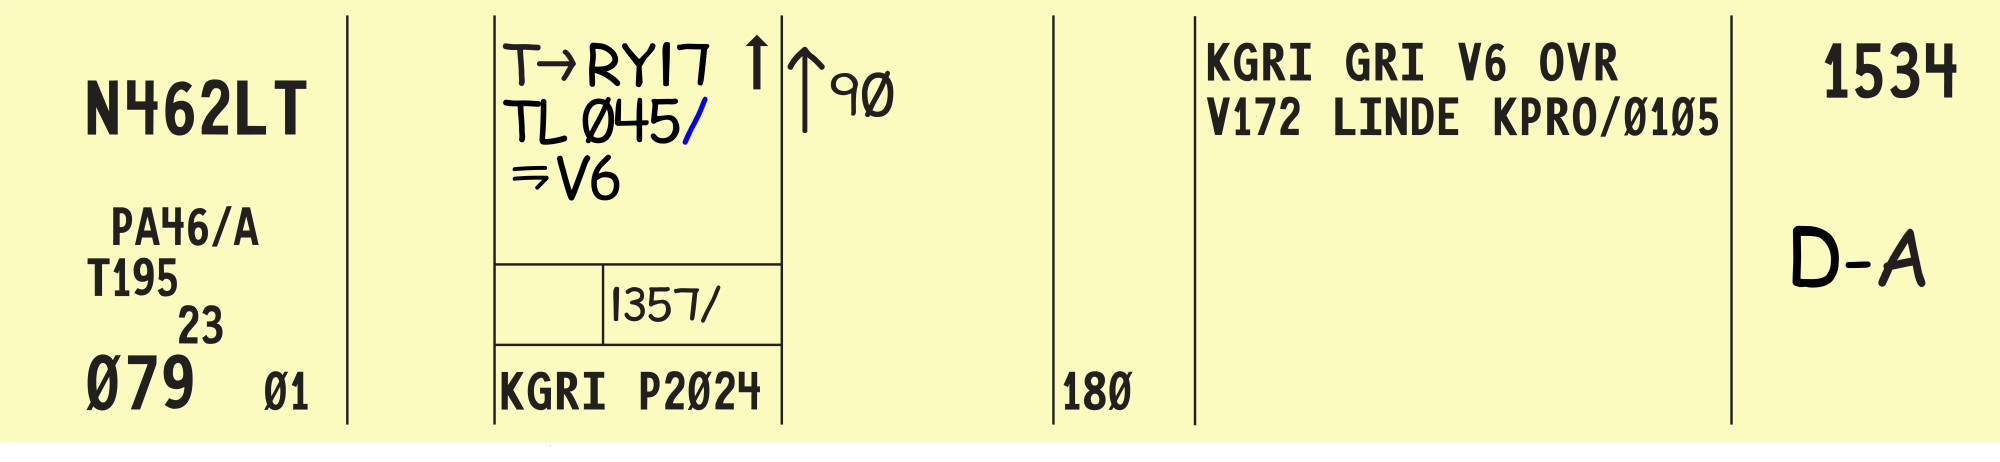 N462LT
PA46/A
T195
23
Ø79 Ø1
T→RY17 ↑
TL Ø45/
=V6
1357/
KGRI P2Ø24
↑ 9Ø
18Ø
KGRI GRI V6 OVR
V172 LINDE KPRO/Ø1Ø5
1534
D-A